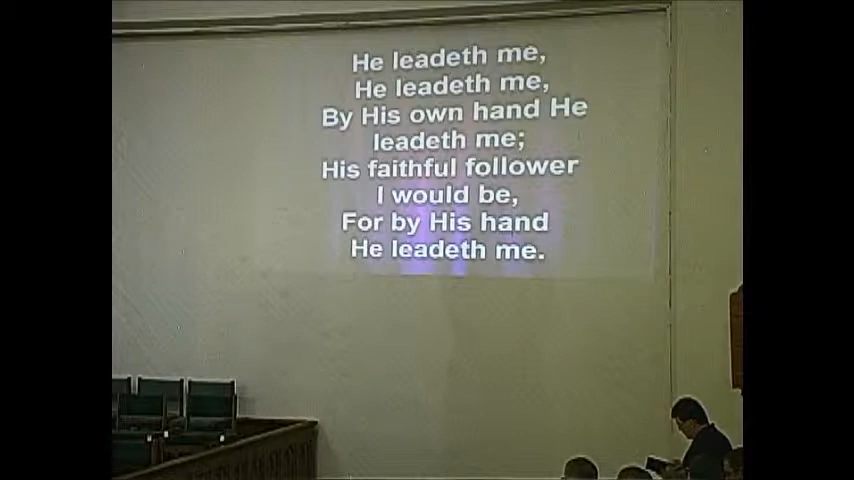 He leadeth me,
He leadeth me,
By His own hand He
leadeth me;
His faithful follower
I would be,
For by His hand
He leadeth me.